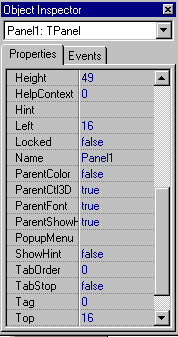 Object Inspector
Panel1: TPanel
Properties Events
Height 49
HelpContext 0
Hint
Left 16
Locked false
Name Panel1
ParentColor false
ParentCtl3D true
ParentFont true
ParentShowH true
PopupMenu
ShowHint false
TabOrder 0
TabStop false
Tag 0
Top 16